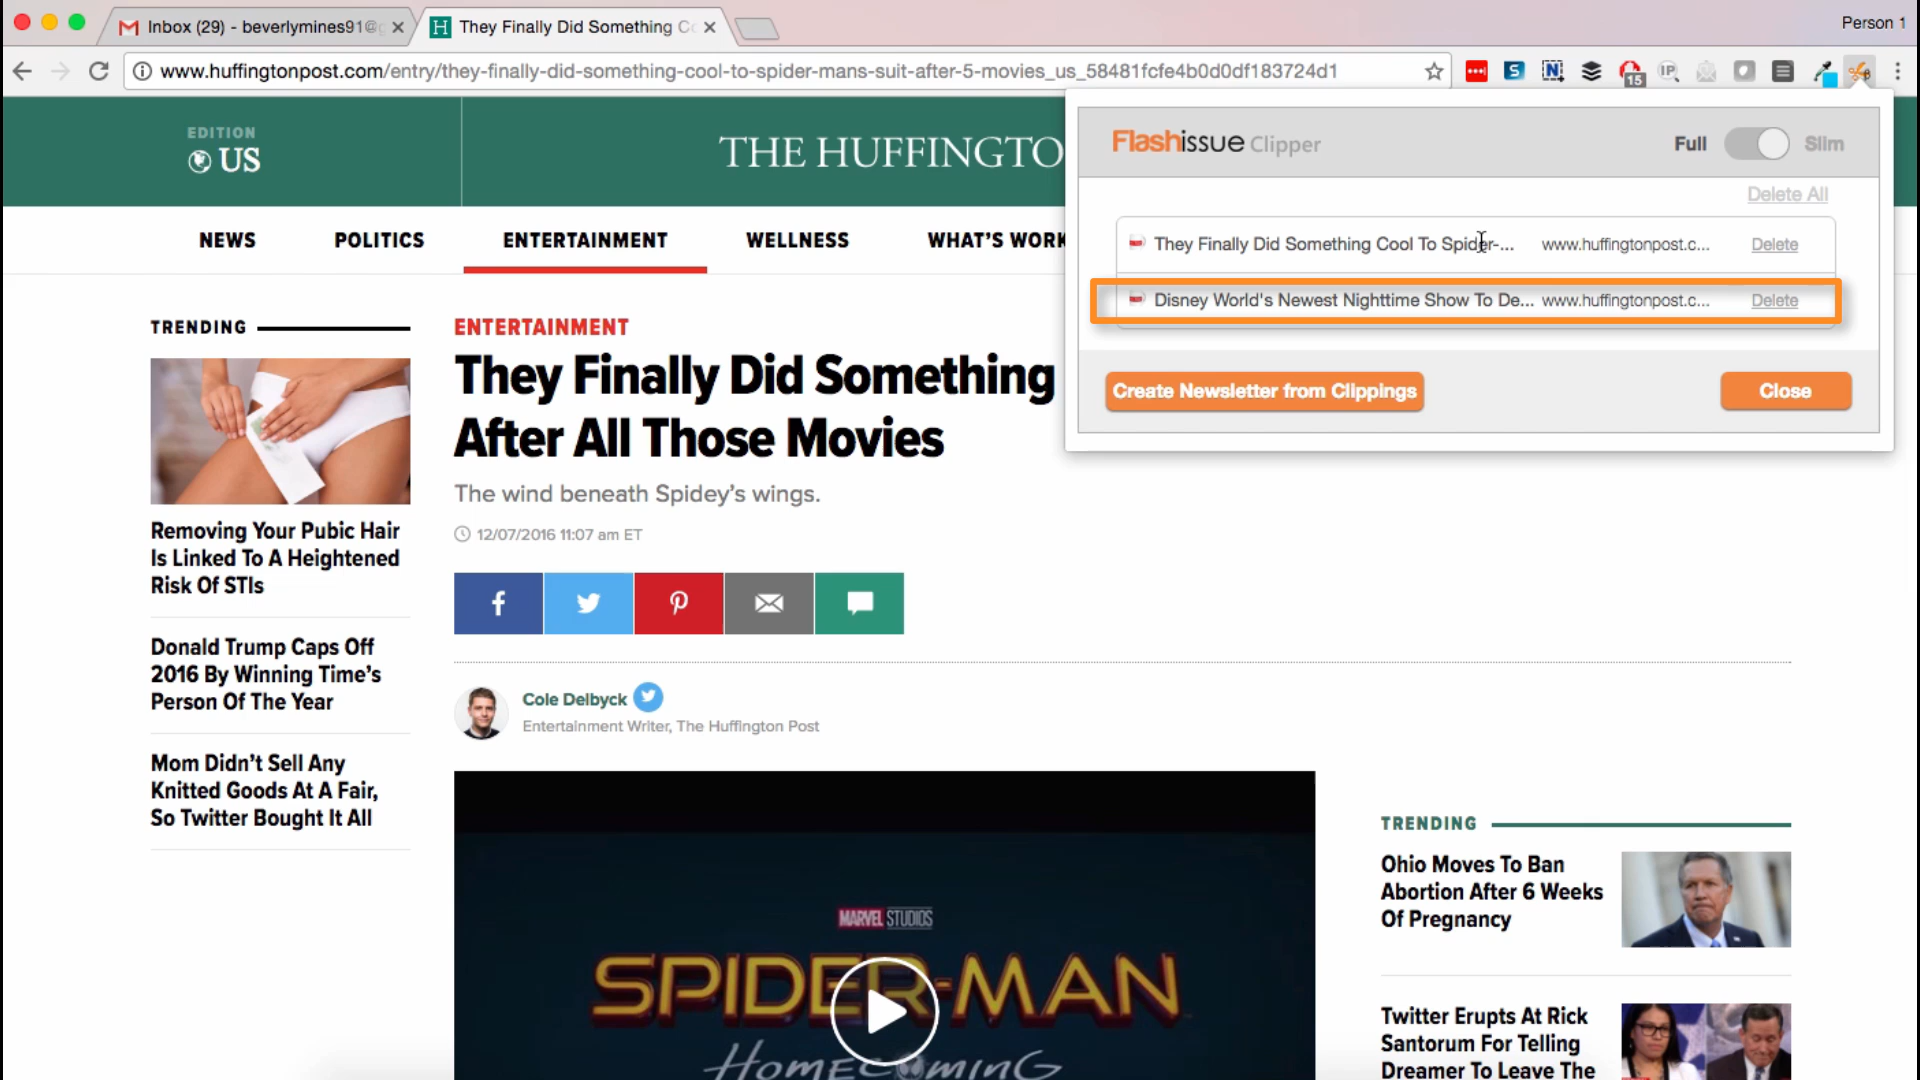 Inbox (29) - beverlymines91@g
They Finally Did Something Co
Person 1
www.huffingtonpost.com/entry/they-finally-did-something-cool-to-spider-mans-suit-after-5-movies_us_58481fcfe4b0d0df183724d1
15
IP
EDITION
US
THE HUFFINGTO
NEWS
POLITICS
ENTERTAINMENT
WELLNESS
WHAT'S WORK
Flashissue Clipper
Full
Slim
Delete All
They Finally Did Something Cool To Spider-...
www.huffingtonpost.c...
Delete
Disney World's Newest Nighttime Show To De...
www.huffingtonpost.c...
Delete
Create Newsletter from Clippings
Close
TRENDING
Removing Your Pubic Hair
Is Linked To A Heightened
Risk Of STIs
Donald Trump Caps Off
2016 By Winning Time's
Person Of The Year
Mom Didn't Sell Any
Knitted Goods At A Fair,
So Twitter Bought It All
ENTERTAINMENT
They Finally Did Something
After All Those Movies
The wind beneath Spidey's wings.
12/07/2016 11:07 am ET
Cole Delbyck
Entertainment Writer, The Huffington Post
MARVEL STUDIOS
SPIDER-MAN
HOMECOMING
TRENDING
Ohio Moves To Ban
Abortion After 6 Weeks
Of Pregnancy
Twitter Erupts At Rick
Santorum For Telling
Dreamer To Leave The